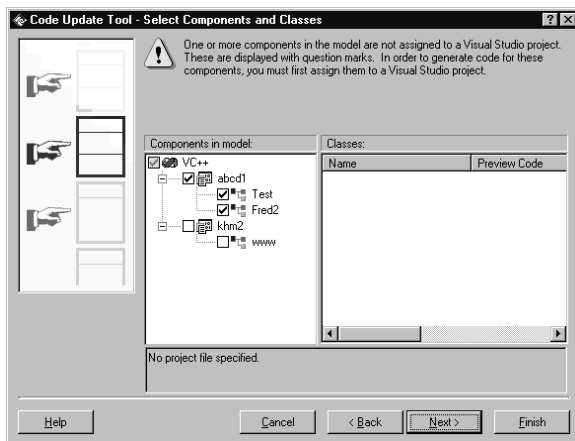 Code Update Tool - Select Components and Classes
One or more components in the model are not assigned to a Visual Studio project.
These are displayed with question marks. In order to generate code for these
components, you must first assign them to a Visual Studio project.
Components in model:
Classes:
VC++
Name
Preview Code
abcd1
Test
Fred2
khm2
www
No project file specified.
Help
Cancel
< Back
Next >
Finish